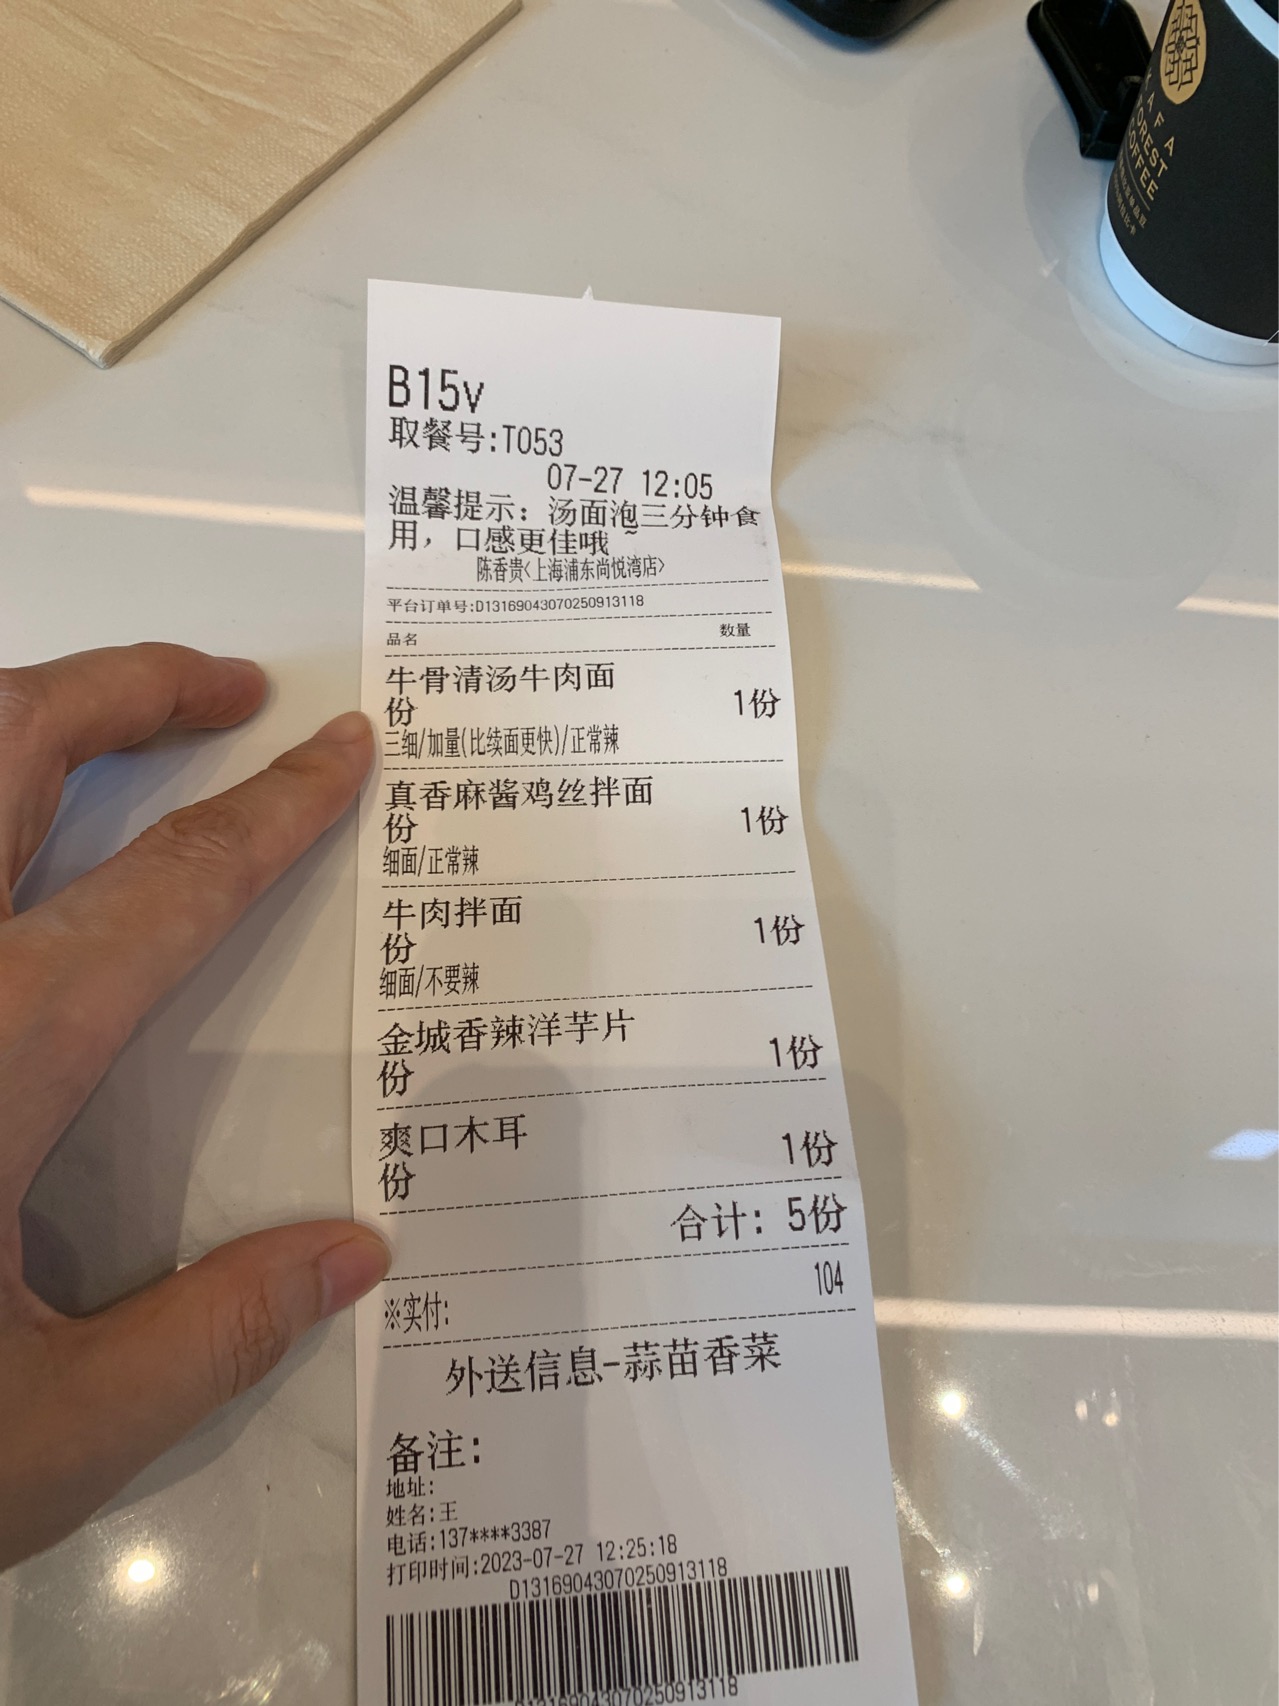 KAFA
FOREST
COFFEE
B15v
取餐号:T053
07-27 12:05
温馨提示：汤面泡三分钟食
用，口感更佳哦~
陈香贵<上海浦东尚悦湾店>
平台订单号:D13169043070250913118
品名 数量
牛骨清汤牛肉面
份 1份
三细/加量(比续面更快)/正常辣
真香麻酱鸡丝拌面
份 1份
细面/正常辣
牛肉拌面
份 1份
细面/不要辣
金城香辣洋芋片
份 1份
爽口木耳
份 1份
合计: 5份
104
※实付:
外送信息-蒜苗香菜
备注:
地址:
姓名:王
电话:137****3387
打印时间:2023-07-27 12:25:18
D13169043070250913118
D13169043070250913118